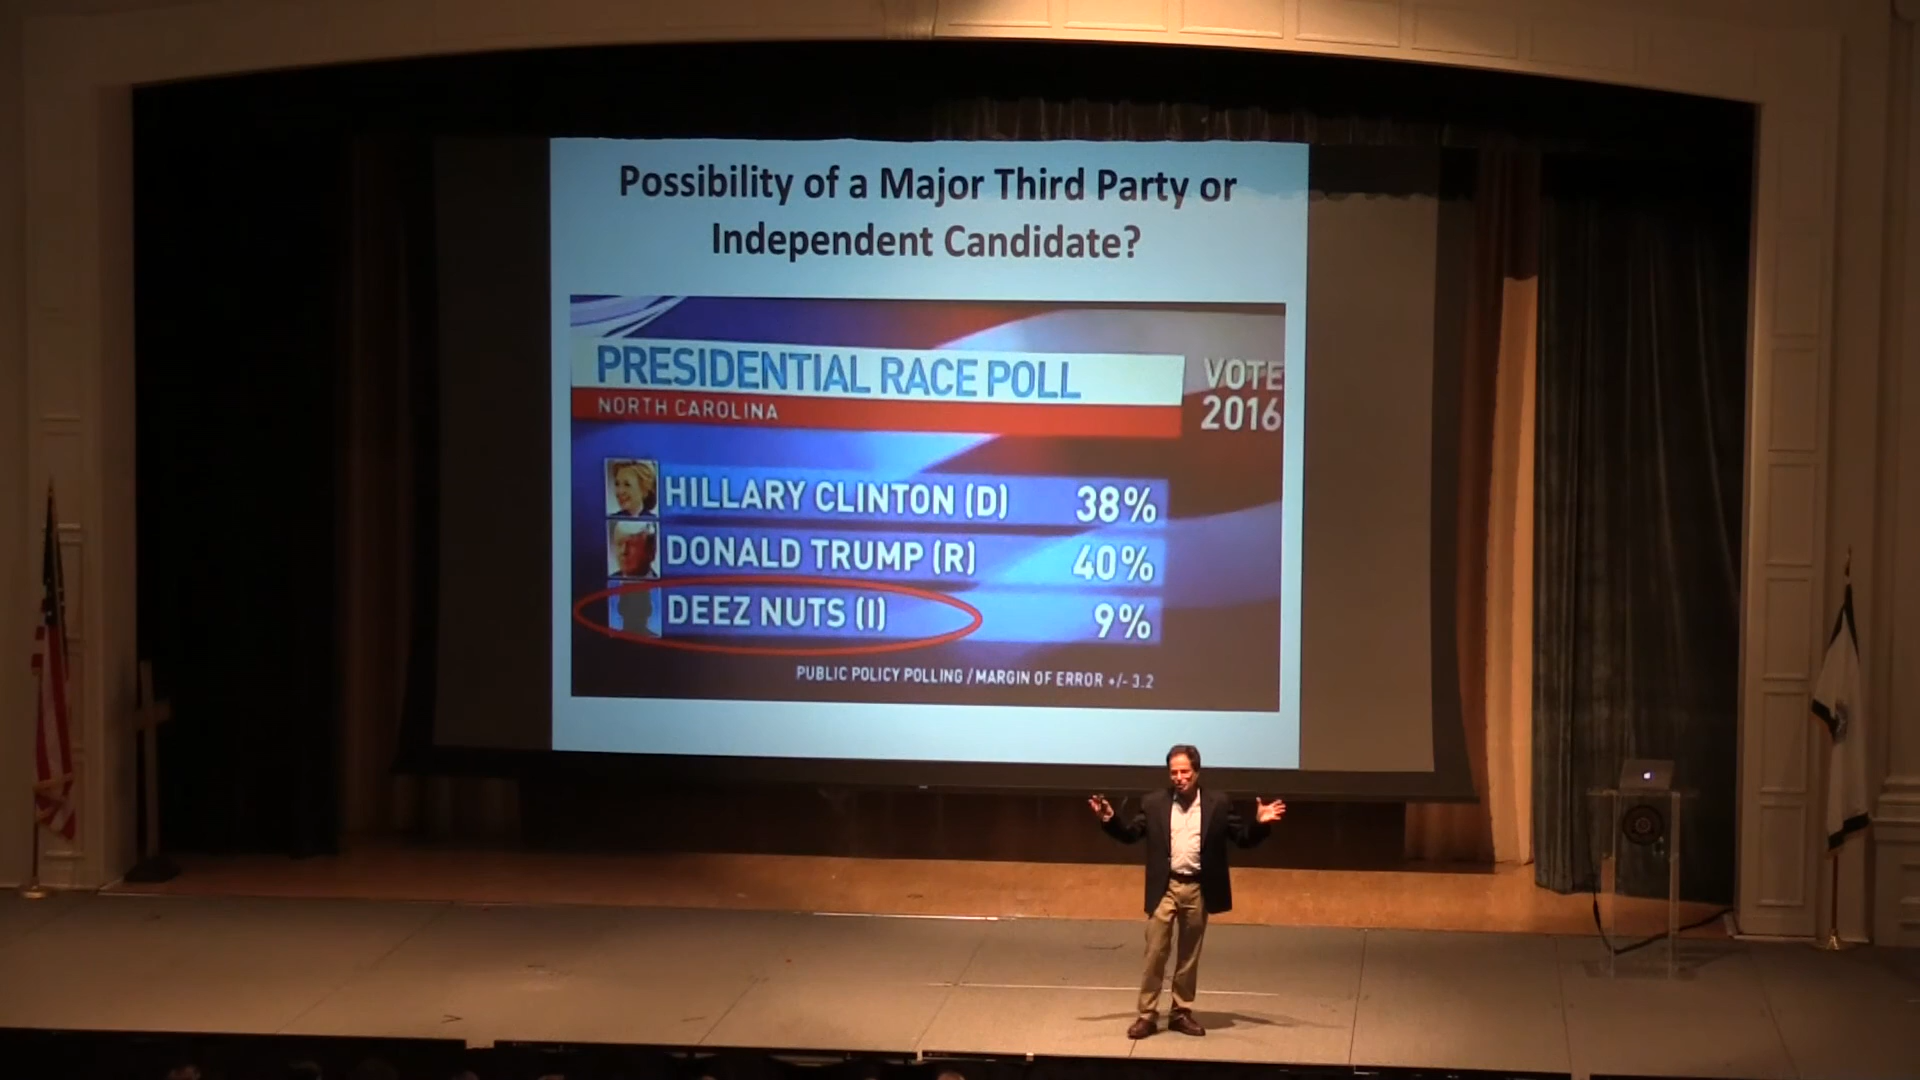 Possibility of a Major Third Party or
Independent Candidate?
PRESIDENTIAL RACE POLL
VOTE
2016
NORTH CAROLINA
HILLARY CLINTON (D) 38%
DONALD TRUMP (R) 40%
DEEZ NUTS (I) 9%
PUBLIC POLICY POLLING / MARGIN OF ERROR +/- 3.2